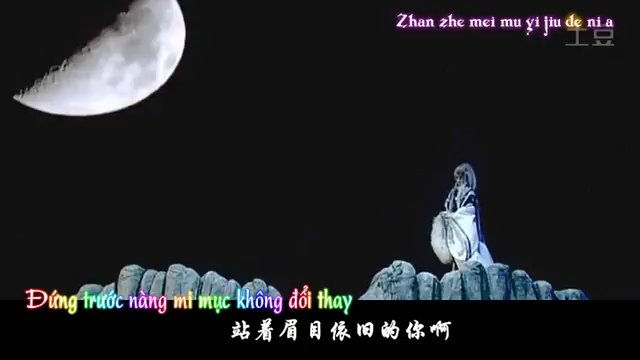 Zhan zhe mei mu yi jiu de ni a
土豆
Đứng trước nàng mi mục không đổi thay
站着眉目依旧的你啊